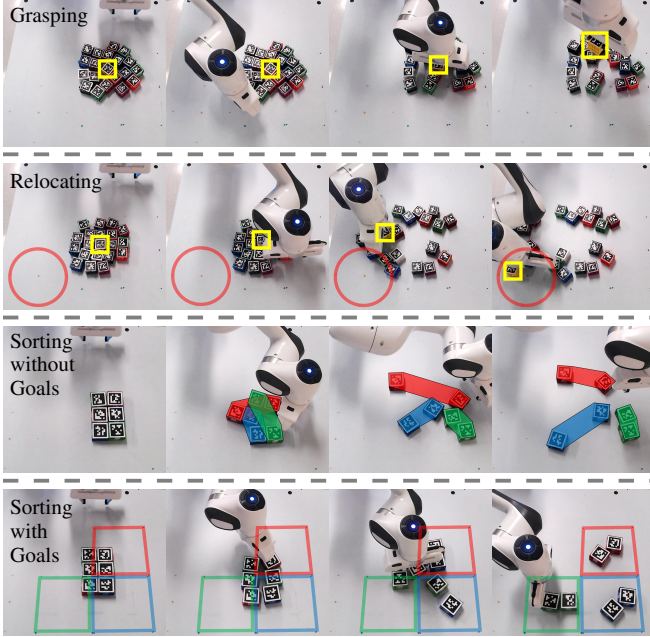 Grasping
Relocating
Sorting
without
Goals
Sorting
with
Goals